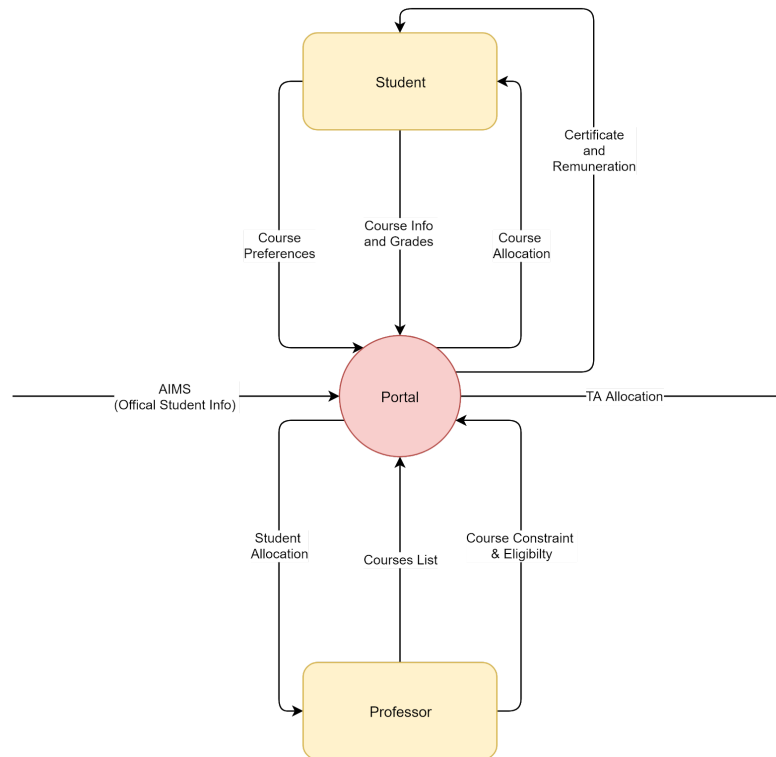 Student
Certificate
and
Remuneration
Course
Preferences
Course Info
and Grades
Course
Allocation
AIMS
(Offical Student Info)
Portal
TA Allocation
Student
Allocation
Courses List
Course Constraint
& Eligibilty
Professor